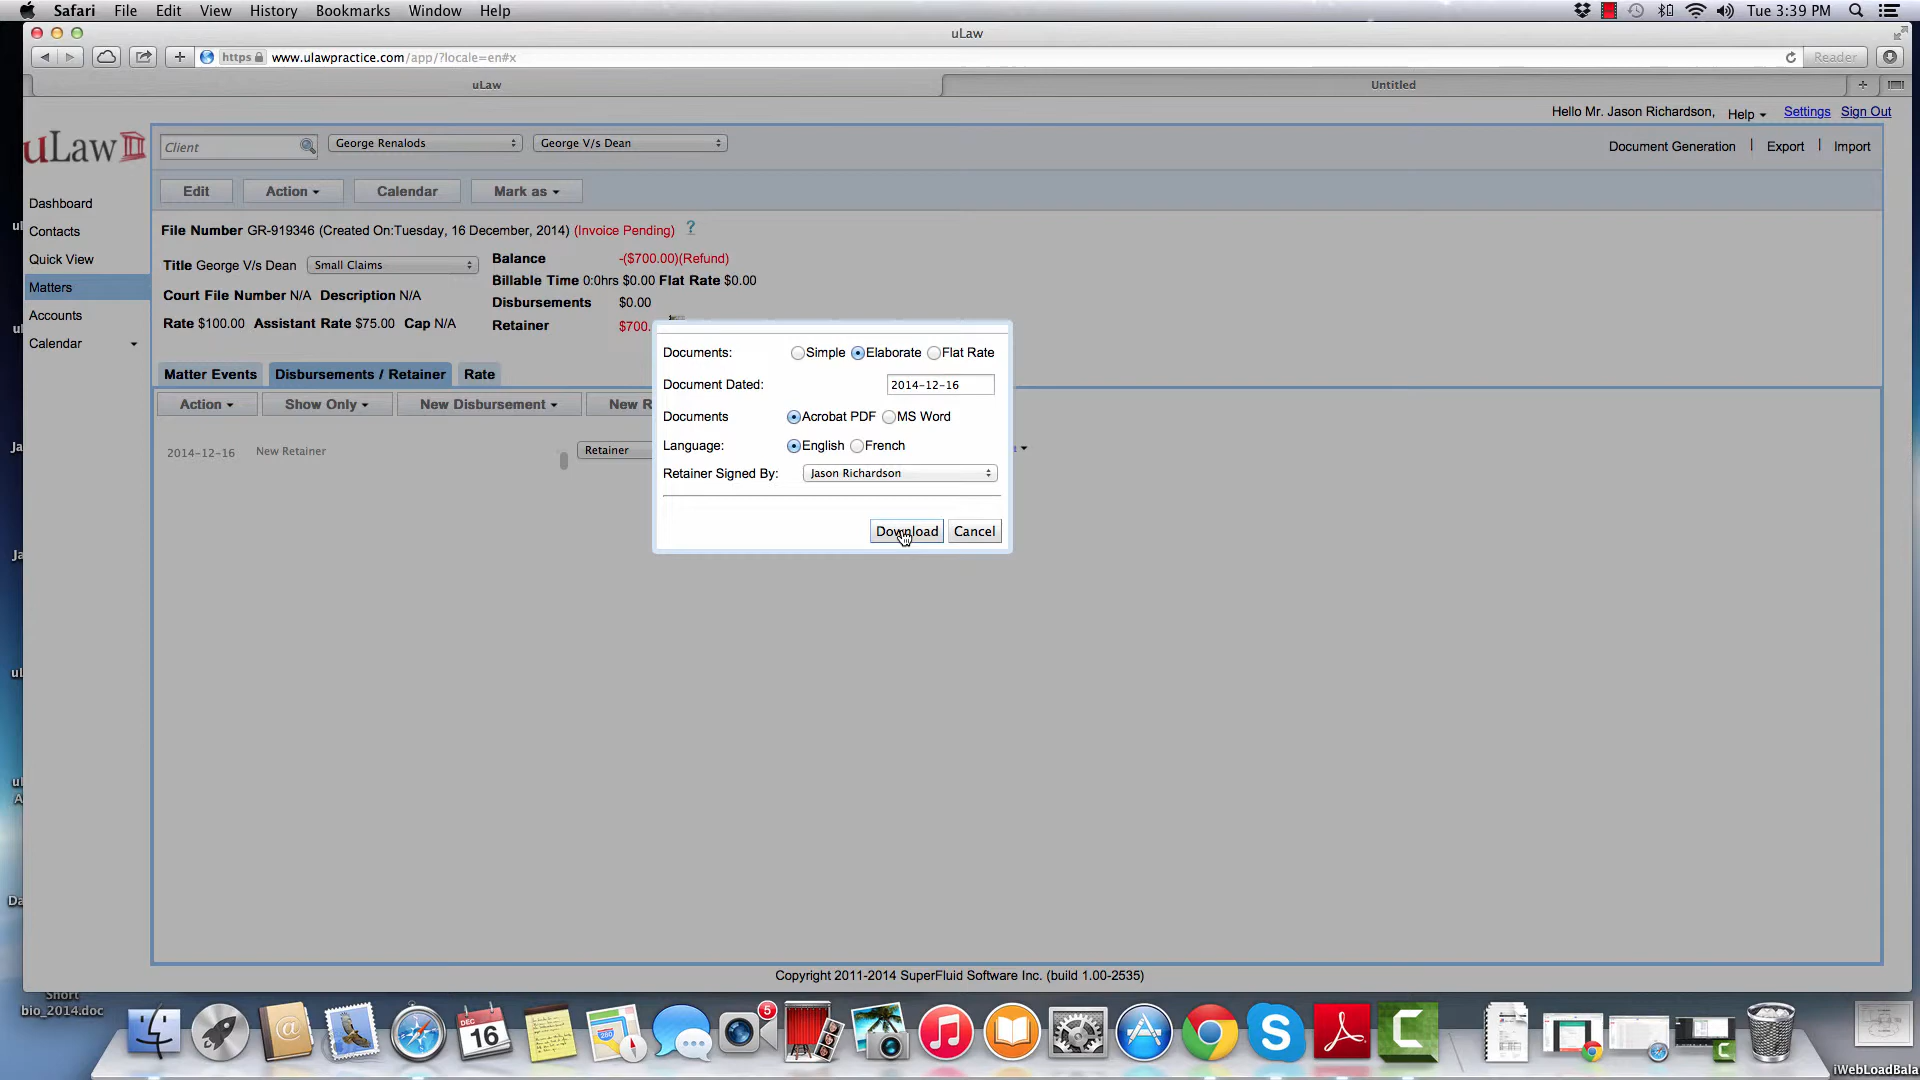 Safari File Edit View History Bookmarks Window Help Tue 3:39 PM
uLaw
https www.ulawpractice.com/app/?locale=en#x Reader
uLaw Untitled
Hello Mr. Jason Richardson, Help Settings Sign Out
uLaw Client George Renalods George V/s Dean Document Generation | Export | Import
Edit Action Calendar Mark as
Dashboard
Contacts
Quick View
Matters
Accounts
Calendar
File Number GR-919346 (Created On:Tuesday, 16 December, 2014) (Invoice Pending) ?
Title George V/s Dean Small Claims
Court File Number N/A Description N/A
Rate $100.00 Assistant Rate $75.00 Cap N/A
Balance -($700.00)(Refund)
Billable Time 0:0hrs $0.00 Flat Rate $0.00
Disbursements $0.00
Retainer $700.
Matter Events Disbursements / Retainer Rate
Action Show Only New Disbursement New R
2014-12-16 New Retainer Retainer
Documents: Simple Elaborate Flat Rate
Document Dated: 2014-12-16
Documents Acrobat PDF MS Word
Language: English French
Retainer Signed By: Jason Richardson
Download Cancel
Copyright 2011-2014 SuperFluid Software Inc. (build 1.00-2535)
Short
bio_2014.doc
DEC
16
280
5
iWebLoadBala